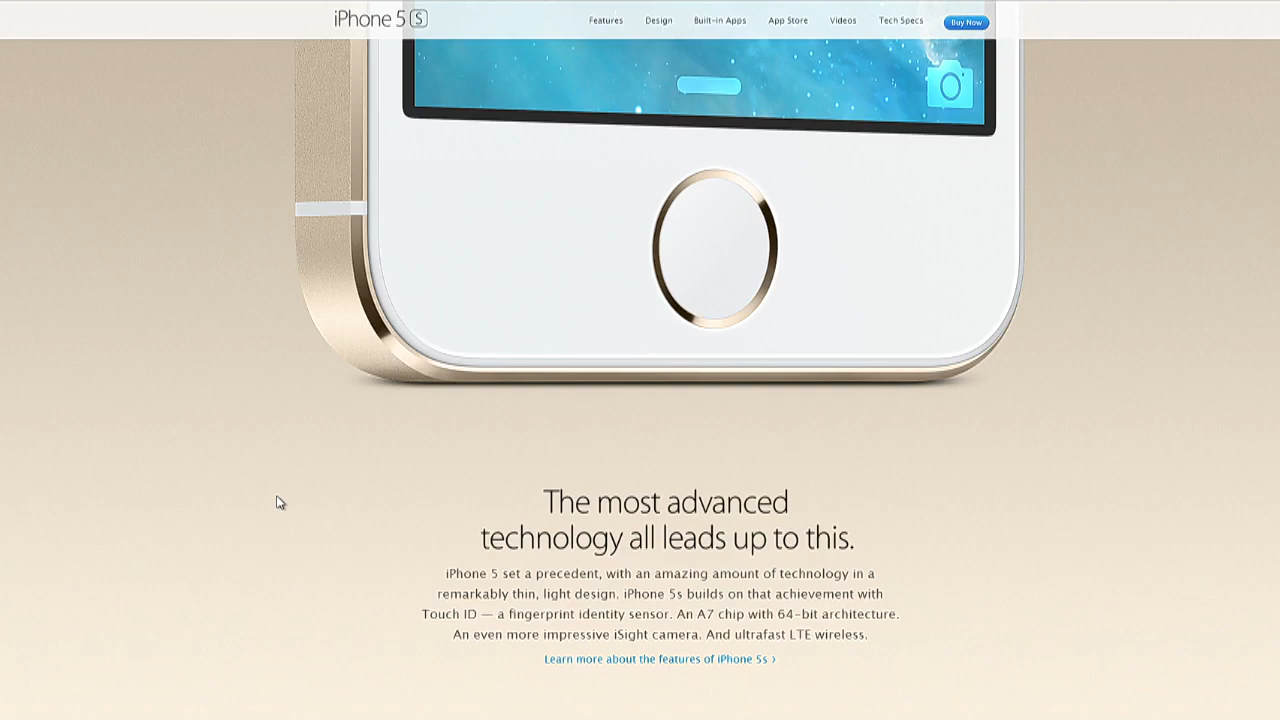 iPhone 5 S
Features Design Built-in Apps App Store Videos Tech Specs Buy Now
The most advanced
technology all leads up to this.
iPhone 5 set a precedent, with an amazing amount of technology in a
remarkably thin, light design. iPhone 5s builds on that achievement with
Touch ID — a fingerprint identity sensor. An A7 chip with 64-bit architecture.
An even more impressive iSight camera. And ultrafast LTE wireless.
Learn more about the features of iPhone 5s ›